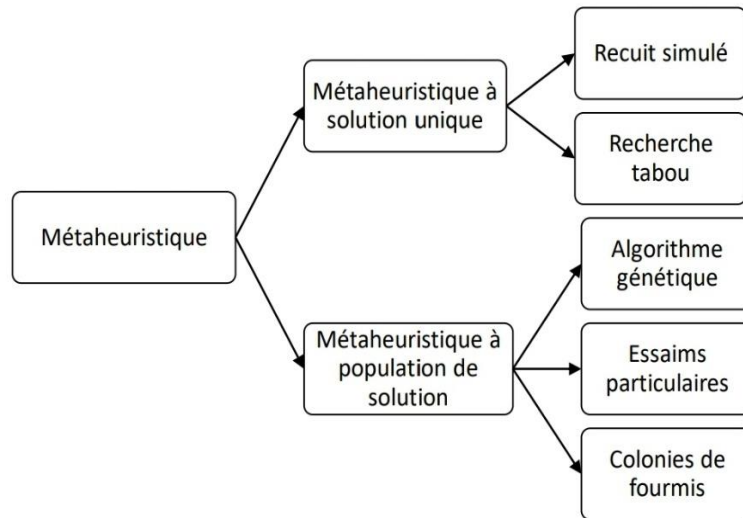 Métaheuristique
Métaheuristique à
solution unique
Recuit simulé
Recherche
tabou
Métaheuristique à
population de
solution
Algorithme
génétique
Essaims
particulaires
Colonies de
fourmis